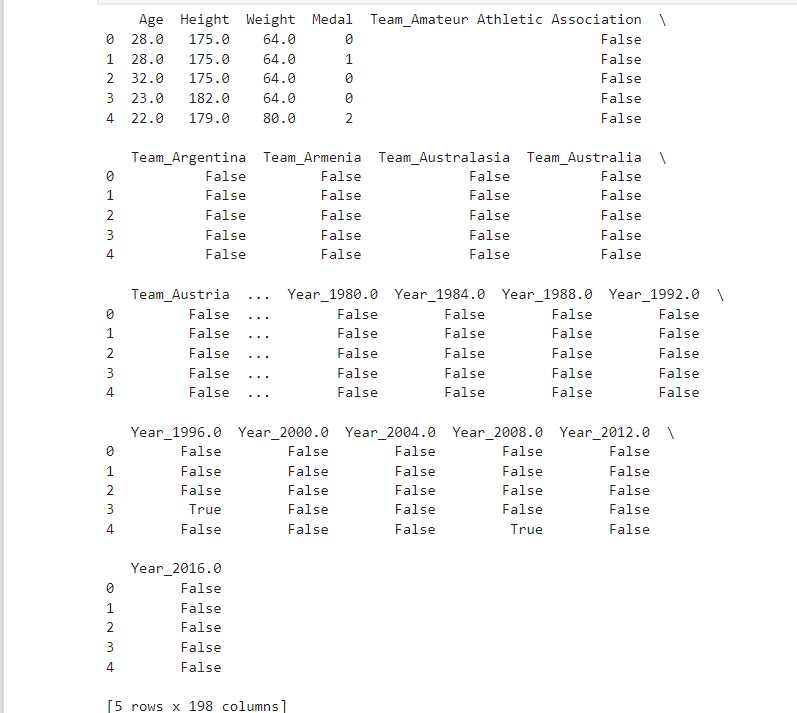 Age Height Weight Medal Team_Amateur Athletic Association \
0 28.0 175.0 64.0 0 False
1 28.0 175.0 64.0 1 False
2 32.0 175.0 64.0 0 False
3 23.0 182.0 64.0 0 False
4 22.0 179.0 80.0 2 False
Team_Argentina Team_Armenia Team_Australasia Team_Australia \
0 False False False False
1 False False False False
2 False False False False
3 False False False False
4 False False False False
Team_Austria ... Year_1980.0 Year_1984.0 Year_1988.0 Year_1992.0 \
0 False ... False False False False
1 False ... False False False False
2 False ... False False False False
3 False ... False False False False
4 False ... False False False False
Year_1996.0 Year_2000.0 Year_2004.0 Year_2008.0 Year_2012.0 \
0 False False False False False
1 False False False False False
2 False False False False False
3 True False False False False
4 False False False True False
Year_2016.0
0 False
1 False
2 False
3 False
4 False
[5 rows x 198 columns]